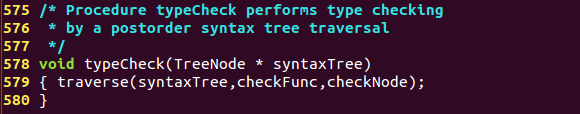 575 /* Procedure typeCheck performs type checking
576  * by a postorder syntax tree traversal
577  */
578 void typeCheck(TreeNode * syntaxTree)
579 { traverse(syntaxTree,checkFunc,checkNode);
580 }